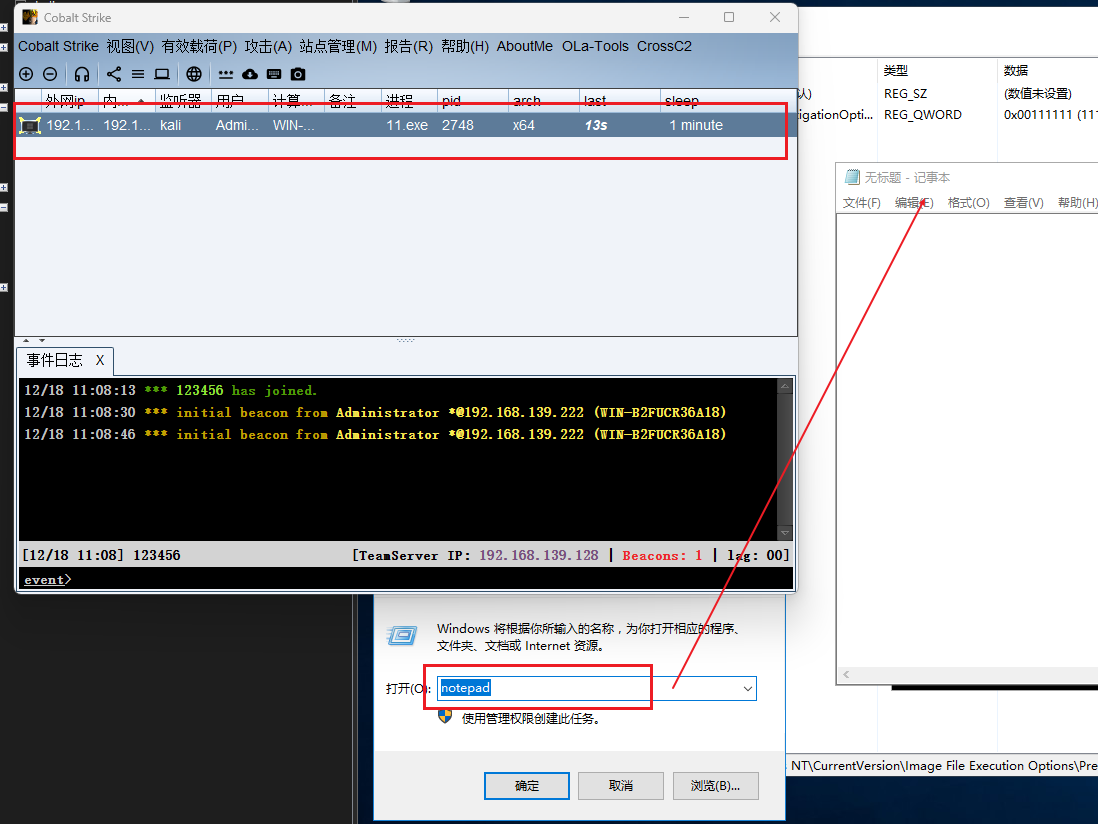 Cobalt Strike
Cobalt Strike 视图(V) 有效载荷(P) 攻击(A) 站点管理(M) 报告(R) 帮助(H) AboutMe OLa-Tools CrossC2
外网ip 内... 监听器 用户 计算... 备注 进程 pid arch last sleep
192.1... 192.1... kali Admi... WIN-... 11.exe 2748 x64 13s 1 minute
事件日志 X
12/18 11:08:13 *** 123456 has joined.
12/18 11:08:30 *** initial beacon from Administrator *@192.168.139.222 (WIN-B2FUCR36A18)
12/18 11:08:46 *** initial beacon from Administrator *@192.168.139.222 (WIN-B2FUCR36A18)
[12/18 11:08] 123456 [TeamServer IP: 192.168.139.128 | Beacons: 1 | lag: 00]
event>
类型 数据
认) REG_SZ (数值未设置)
igationOpti... REG_QWORD 0x00111111 (111
无标题 - 记事本
文件(F) 编辑(E) 格式(O) 查看(V) 帮助(H)
Windows 将根据你所输入的名称，为你打开相应的程序、
文件夹、文档或 Internet 资源。
打开(O): notepad
使用管理权限创建此任务。
确定 取消 浏览(B)...
NT\CurrentVersion\Image File Execution Options\Pre